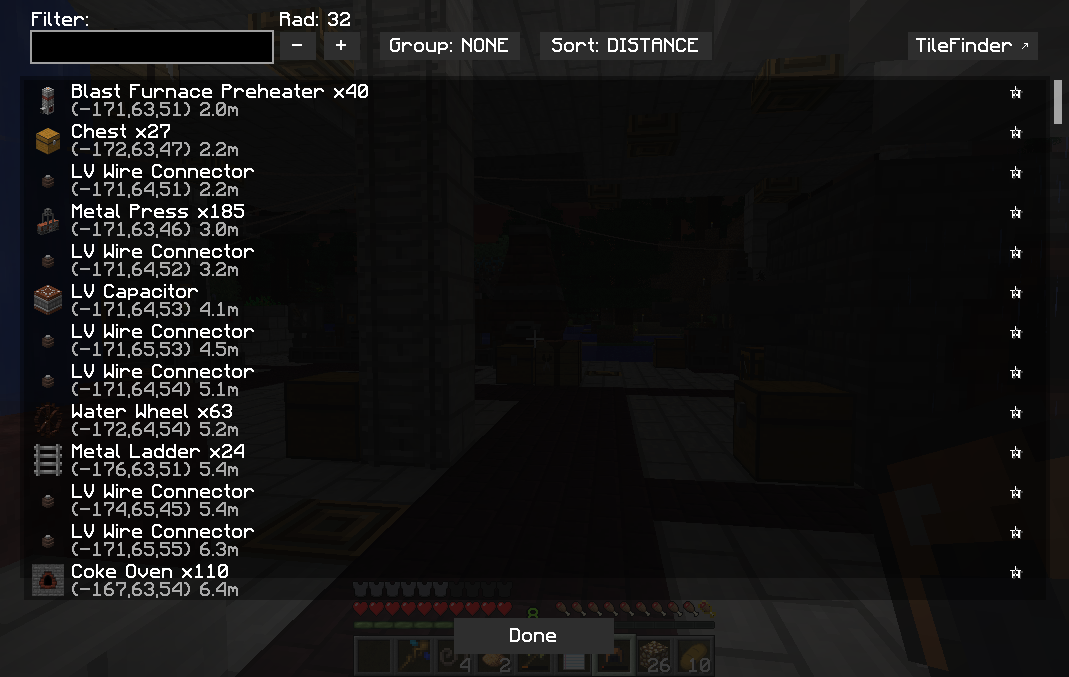 Filter:
Rad: 32
-
+
Group: NONE
Sort: DISTANCE
TileFinder ↗
Blast Furnace Preheater x40
(-171,63,51) 2.0m
Chest x27
(-172,63,47) 2.2m
LV Wire Connector
(-171,64,51) 2.2m
Metal Press x185
(-171,63,46) 3.0m
LV Wire Connector
(-171,64,52) 3.2m
LV Capacitor
(-171,64,53) 4.1m
LV Wire Connector
(-171,65,53) 4.5m
LV Wire Connector
(-171,64,54) 5.1m
Water Wheel x63
(-172,64,54) 5.2m
Metal Ladder x24
(-176,63,51) 5.4m
LV Wire Connector
(-174,65,45) 5.4m
LV Wire Connector
(-171,65,55) 6.3m
Coke Oven x110
(-167,63,54) 6.4m
8
Done
4
2
26
10